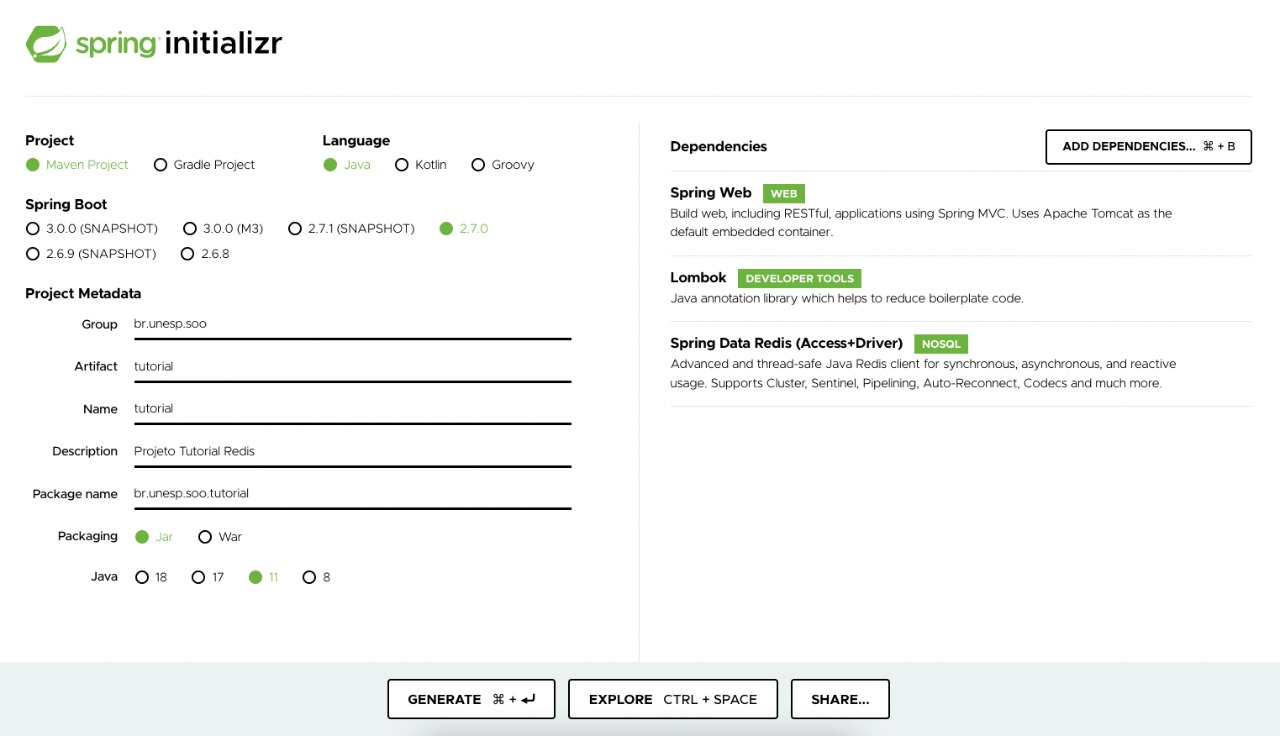 spring initializr
Project
Maven Project Gradle Project
Language
Java Kotlin Groovy
Spring Boot
3.0.0 (SNAPSHOT) 3.0.0 (M3) 2.7.1 (SNAPSHOT) 2.7.0
2.6.9 (SNAPSHOT) 2.6.8
Project Metadata
Group br.unesp.soo
Artifact tutorial
Name tutorial
Description Projeto Tutorial Redis
Package name br.unesp.soo.tutorial
Packaging Jar War
Java 18 17 11 8
Dependencies ADD DEPENDENCIES... ⌘ + B
Spring Web WEB
Build web, including RESTful, applications using Spring MVC. Uses Apache Tomcat as the
default embedded container.
Lombok DEVELOPER TOOLS
Java annotation library which helps to reduce boilerplate code.
Spring Data Redis (Access+Driver) NOSQL
Advanced and thread-safe Java Redis client for synchronous, asynchronous, and reactive
usage. Supports Cluster, Sentinel, Pipelining, Auto-Reconnect, Codecs and much more.
GENERATE ⌘ + ↵ EXPLORE CTRL + SPACE SHARE...